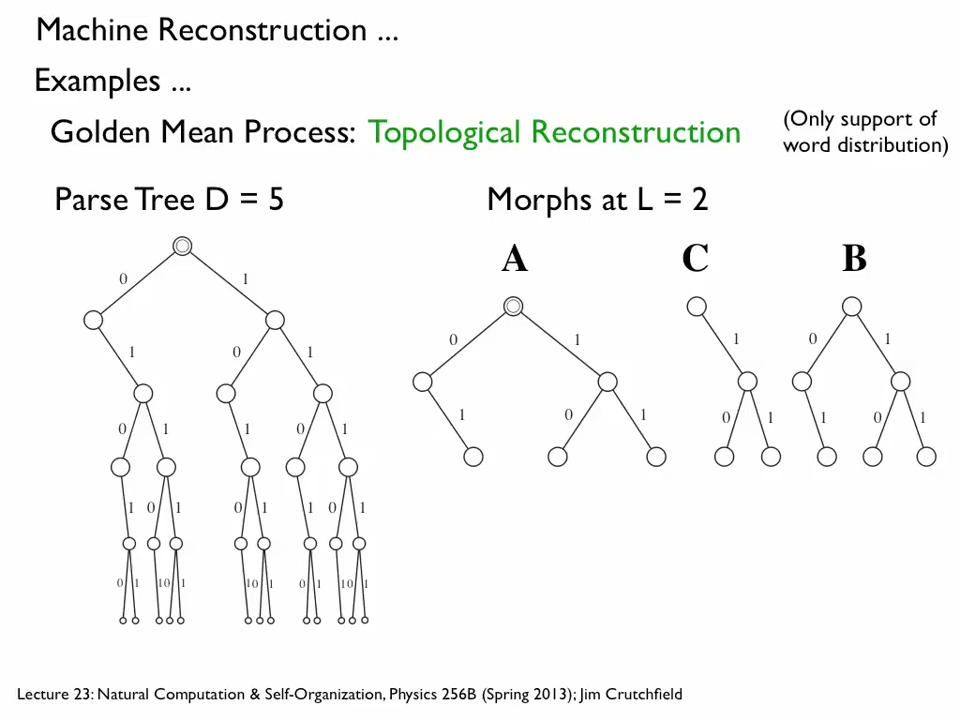 Machine Reconstruction ...
Examples ...
Golden Mean Process: Topological Reconstruction
(Only support of
word distribution)
Parse Tree D = 5
Morphs at L = 2
A C B
0 1
1 0 1
0 1 1 0 1
1 0 1 0 1 1 0 1
0 1 1 0 1 1 0 1 0 1 1 0 1
0 1
1 0 1
1
0 1
0 1
1 0 1
Lecture 23: Natural Computation & Self-Organization, Physics 256B (Spring 2013); Jim Crutchfield